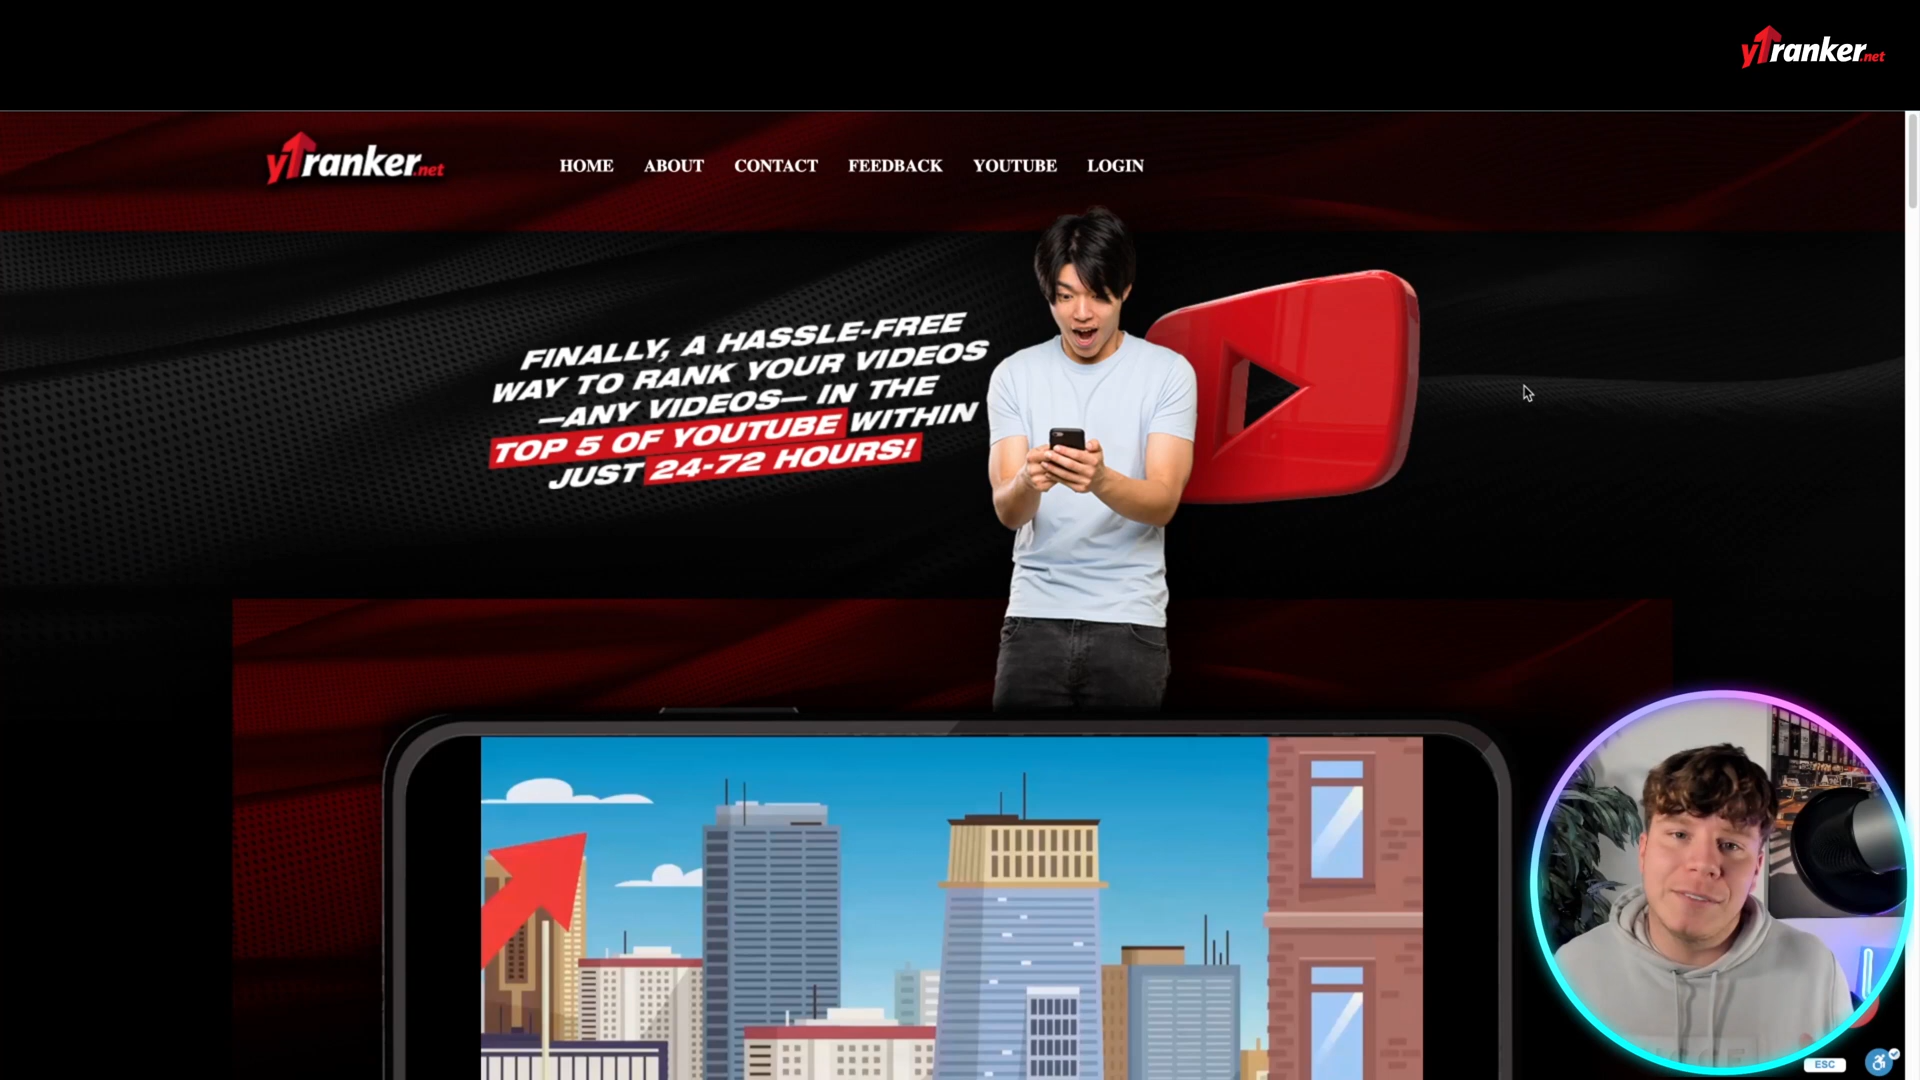 yTranker.net
yTranker.net
HOME ABOUT CONTACT FEEDBACK YOUTUBE LOGIN
FINALLY, A HASSLE-FREE
WAY TO RANK YOUR VIDEOS
—ANY VIDEOS— IN THE
TOP 5 OF YOUTUBE WITHIN
JUST 24-72 HOURS!
ESC